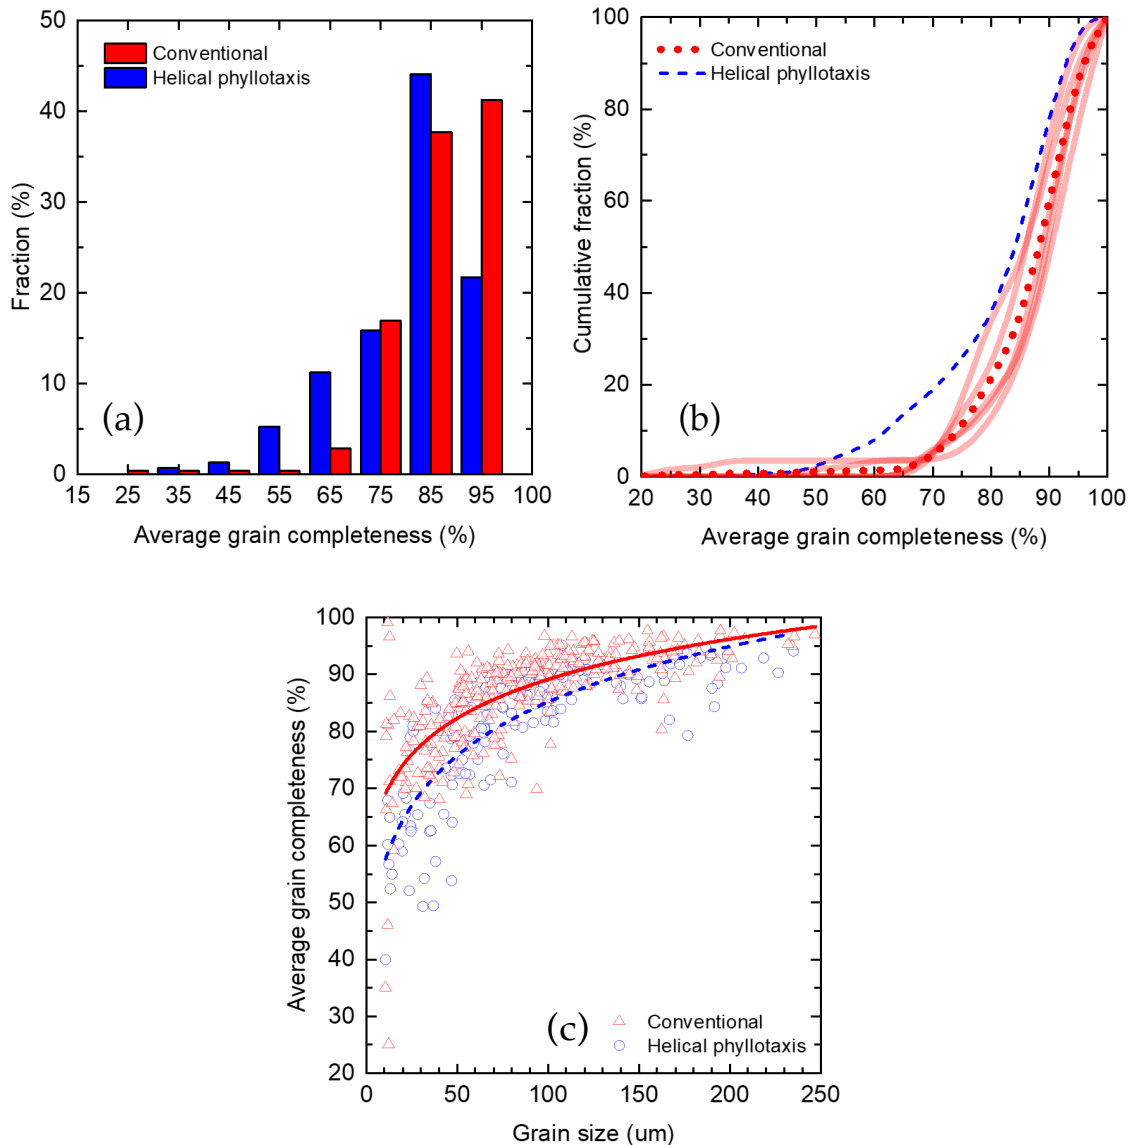 50
40
30
20
10
0
Fraction (%)
Conventional
Helical phyllotaxis
(a)
15 25 35 45 55 65 75 85 95 100
Average grain completeness (%)
100
80
60
40
20
0
Cumulative fraction (%)
Conventional
Helical phyllotaxis
(b)
20 30 40 50 60 70 80 90 100
Average grain completeness (%)
100
90
80
70
60
50
40
30
20
Average grain completeness (%)
(c)
Conventional
Helical phyllotaxis
0 50 100 150 200 250
Grain size (um)